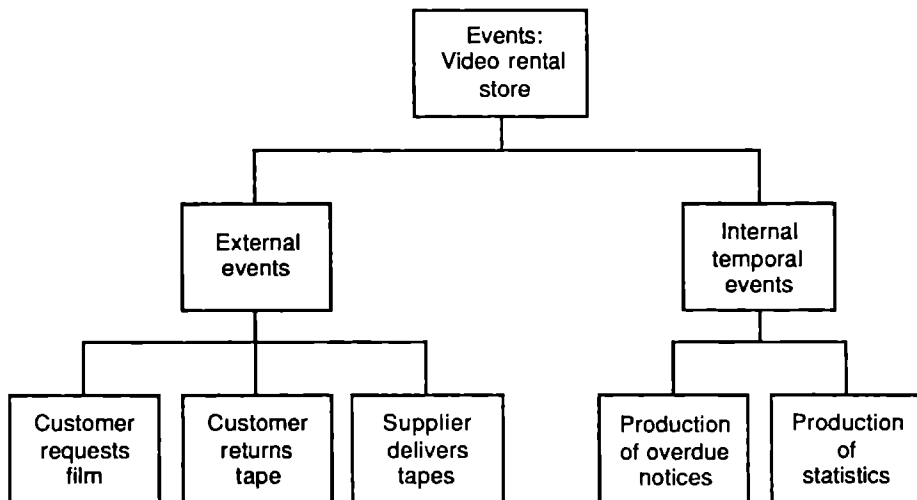 Events:
Video rental
store
External
events
Internal
temporal
events
Customer
requests
film
Customer
returns
tape
Supplier
delivers
tapes
Production
of overdue
notices
Production
of
statistics